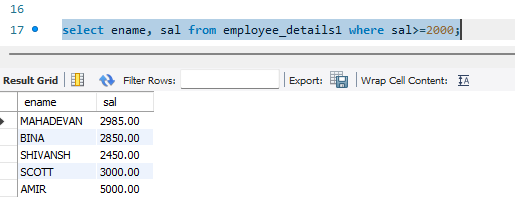 16
17 select ename, sal from employee_details1 where sal>=2000;
Result Grid Filter Rows: Export: Wrap Cell Content: IA
ename sal
MAHADEVAN 2985.00
BINA 2850.00
SHIVANSH 2450.00
SCOTT 3000.00
AMIR 5000.00